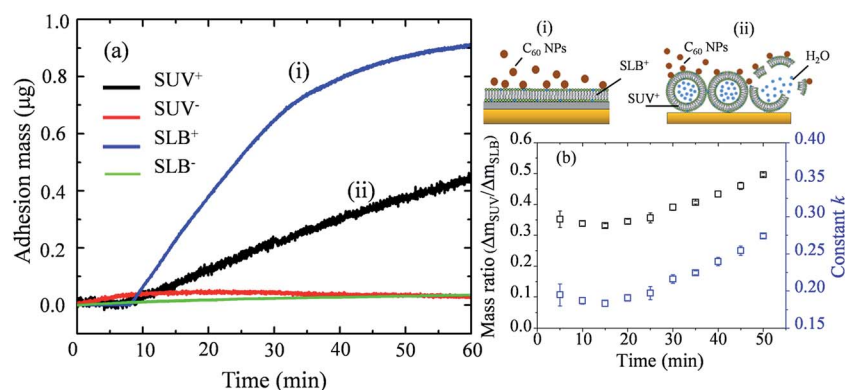 (a)
SUV⁺
SUV⁻
SLB⁺
SLB⁻
(i)
(ii)
Adhesion mass (μg)
1.0
0.8
0.6
0.4
0.2
0.0
0 10 20 30 40 50 60
Time (min)
(i)
C₆₀ NPs
SLB⁺
(ii)
C₆₀ NPs
H₂O
SUV⁺
(b)
Mass ratio (Δm_SUV/Δm_SLB)
0.6
0.5
0.4
0.3
0.2
0.1
0.0
0 10 20 30 40 50
Time (min)
Constant k
0.40
0.35
0.30
0.25
0.20
0.15